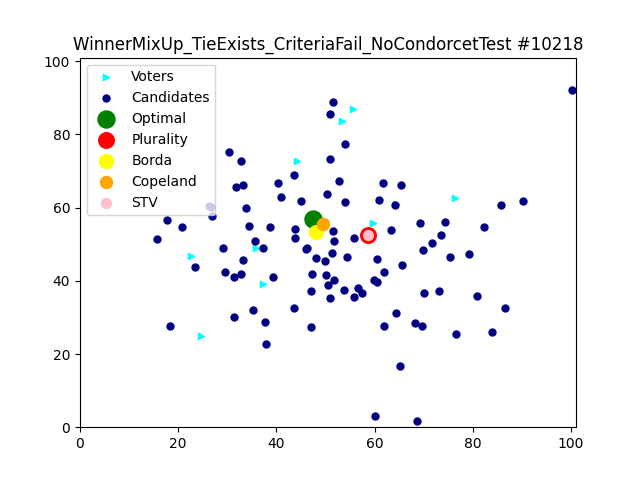 WinnerMixUp_TieExists_CriteriaFail_NoCondorcetTest #10218
Voters
Candidates
Optimal
Plurality
Borda
Copeland
STV
100
80
60
40
20
0
0 20 40 60 80 100